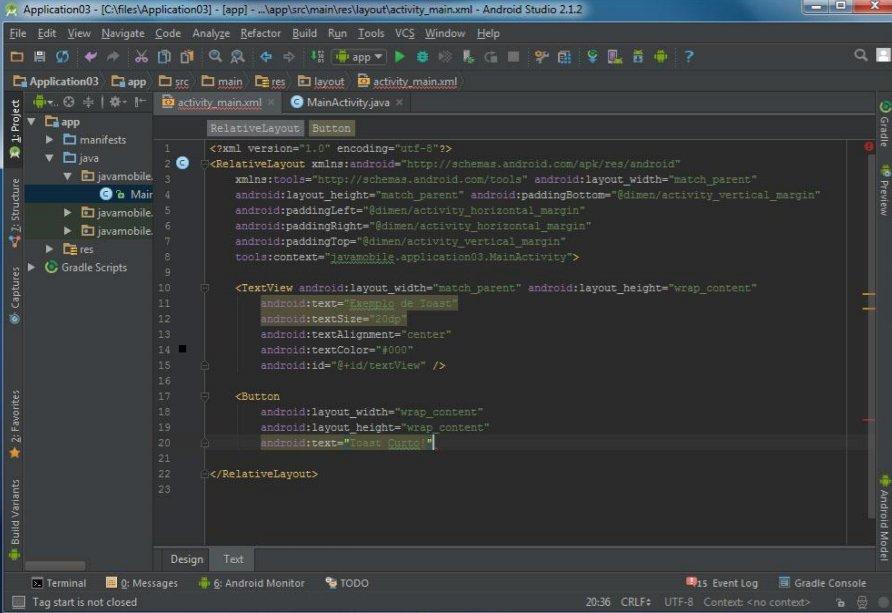 Application03 - [C:\files\Application03] - [app] - ...\app\src\main\res\layout\activity_main.xml - Android Studio 2.1.2
File Edit View Navigate Code Analyze Refactor Build Run Tools VCS Window Help
app
Application03 app src main res layout activity_main.xml
1: Project
7: Structure
Captures
2: Favorites
Build Variants
app
manifests
java
javamobile.
Mair
javamobile.
javamobile.
res
Gradle Scripts
activity_main.xml × MainActivity.java ×
RelativeLayout Button
1 <?xml version="1.0" encoding="utf-8"?>
2 <RelativeLayout xmlns:android="http://schemas.android.com/apk/res/android"
3 xmlns:tools="http://schemas.android.com/tools" android:layout_width="match_parent"
4 android:layout_height="match_parent" android:paddingBottom="@dimen/activity_vertical_margin"
5 android:paddingLeft="@dimen/activity_horizontal_margin"
6 android:paddingRight="@dimen/activity_horizontal_margin"
7 android:paddingTop="@dimen/activity_vertical_margin"
8 tools:context="javamobile.application03.MainActivity">
9
10 <TextView android:layout_width="match_parent" android:layout_height="wrap_content"
11 android:text="Exemplo de Toast"
12 android:textSize="20dp"
13 android:textAlignment="center"
14 android:textColor="#000"
15 android:id="@+id/textView" />
16
17 <Button
18 android:layout_width="wrap_content"
19 android:layout_height="wrap_content"
20 android:text="Toast Curto!"
21
22 </RelativeLayout>
23
Design Text
Gradle
Preview
Android Model
Terminal 0: Messages 6: Android Monitor TODO 15 Event Log Gradle Console
Tag start is not closed 20:36 CRLF UTF-8 Context: <no context>